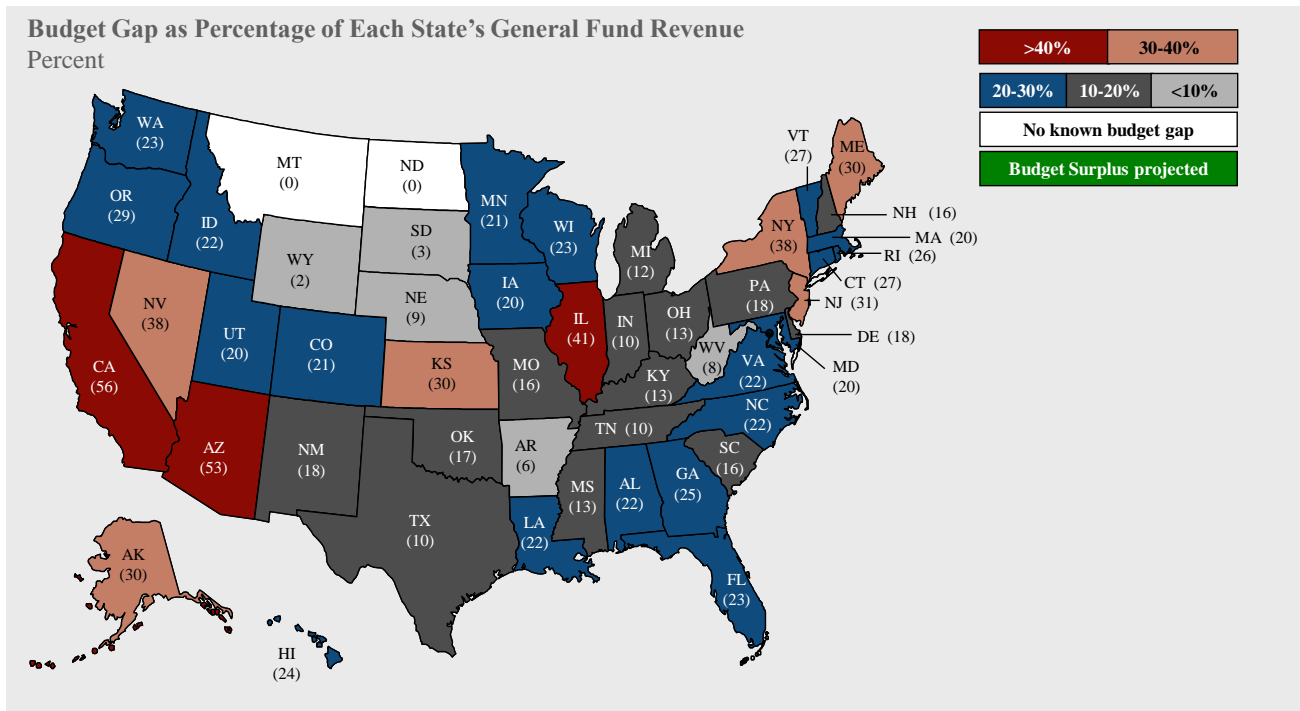 Budget Gap as Percentage of Each State’s General Fund Revenue
Percent
>40%
30-40%
20-30%
10-20%
<10%
No known budget gap
Budget Surplus projected
WA
(23)
OR
(29)
ID
(22)
MT
(0)
ND
(0)
MN
(21)
WI
(23)
SD
(3)
WY
(2)
NE
(9)
IA
(20)
MI
(12)
VT
(27)
ME
(30)
NY
(38)
NH (16)
MA (20)
RI (26)
CT (27)
NJ (31)
DE (18)
MD
(20)
PA
(18)
CA
(56)
NV
(38)
UT
(20)
CO
(21)
KS
(30)
MO
(16)
IL
(41)
IN
(10)
OH
(13)
WV
(8)
VA
(22)
KY
(13)
NC
(22)
TN (10)
SC
(16)
AZ
(53)
NM
(18)
OK
(17)
AR
(6)
TX
(10)
LA
(22)
MS
(13)
AL
(22)
GA
(25)
FL
(23)
AK
(30)
HI
(24)